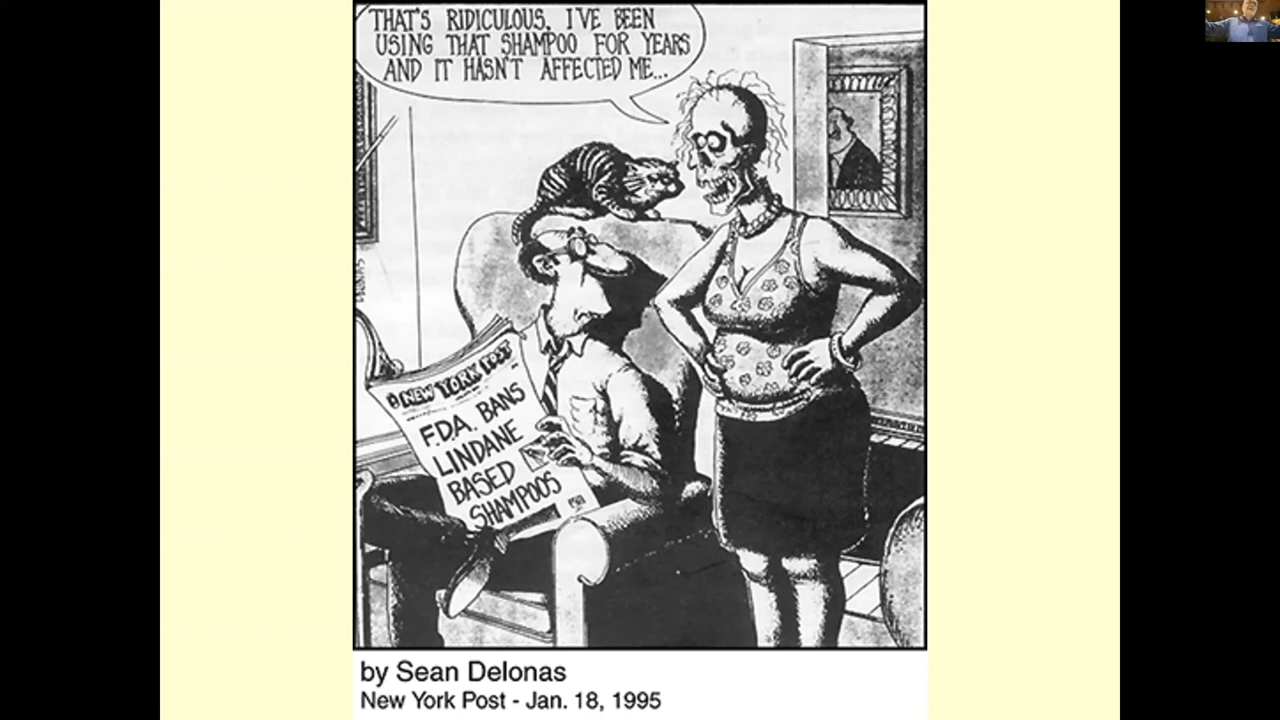 THAT'S RIDICULOUS, I'VE BEEN
USING THAT SHAMPOO FOR YEARS
AND IT HASN'T AFFECTED ME...
NEW YORK POST
F.D.A. BANS
LINDANE
BASED
SHAMPOOS
by Sean Delonas
New York Post - Jan. 18, 1995